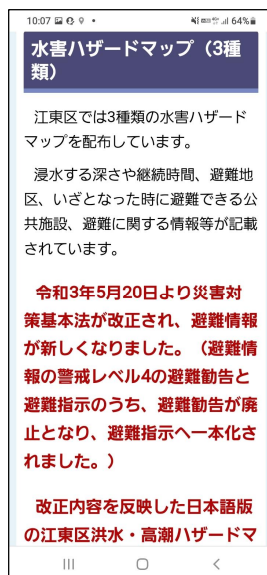 10:07
64%
水害ハザードマップ（3種
類）
江東区では3種類の水害ハザード
マップを配布しています。
浸水する深さや継続時間、避難地
区、いざとなった時に避難できる公
共施設、避難に関する情報等が記載
されています。
令和3年5月20日より災害対
策基本法が改正され、避難情報
が新しくなりました。（避難情
報の警戒レベル4の避難勧告と
避難指示のうち、避難勧告が廃
止となり、避難指示へ一本化さ
れました。）
改正内容を反映した日本語版
の江東区洪水・高潮ハザードマ